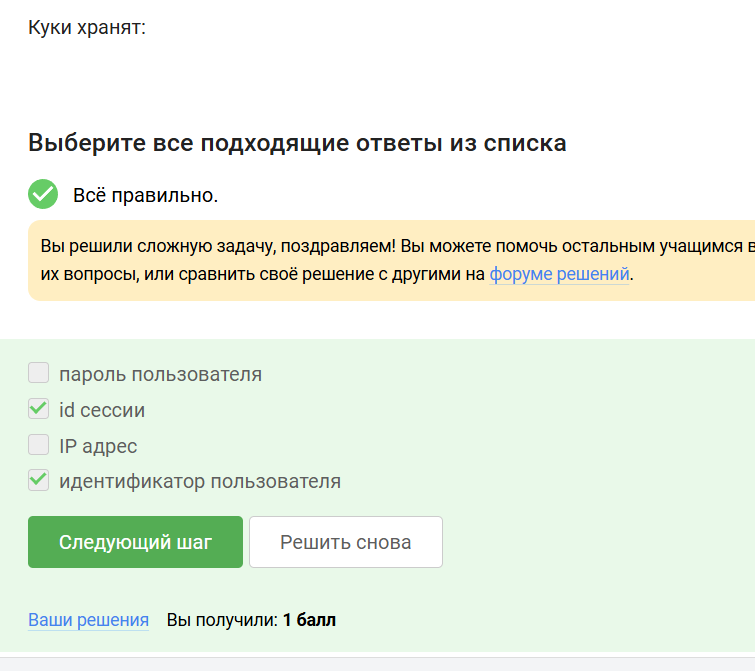 Куки хранят:
Выберите все подходящие ответы из списка
Всё правильно.
Вы решили сложную задачу, поздравляем! Вы можете помочь остальным учащимся в
их вопросы, или сравнить своё решение с другими на форуме решений.
пароль пользователя
id сессии
IP адрес
идентификатор пользователя
Следующий шаг
Решить снова
Ваши решения Вы получили: 1 балл